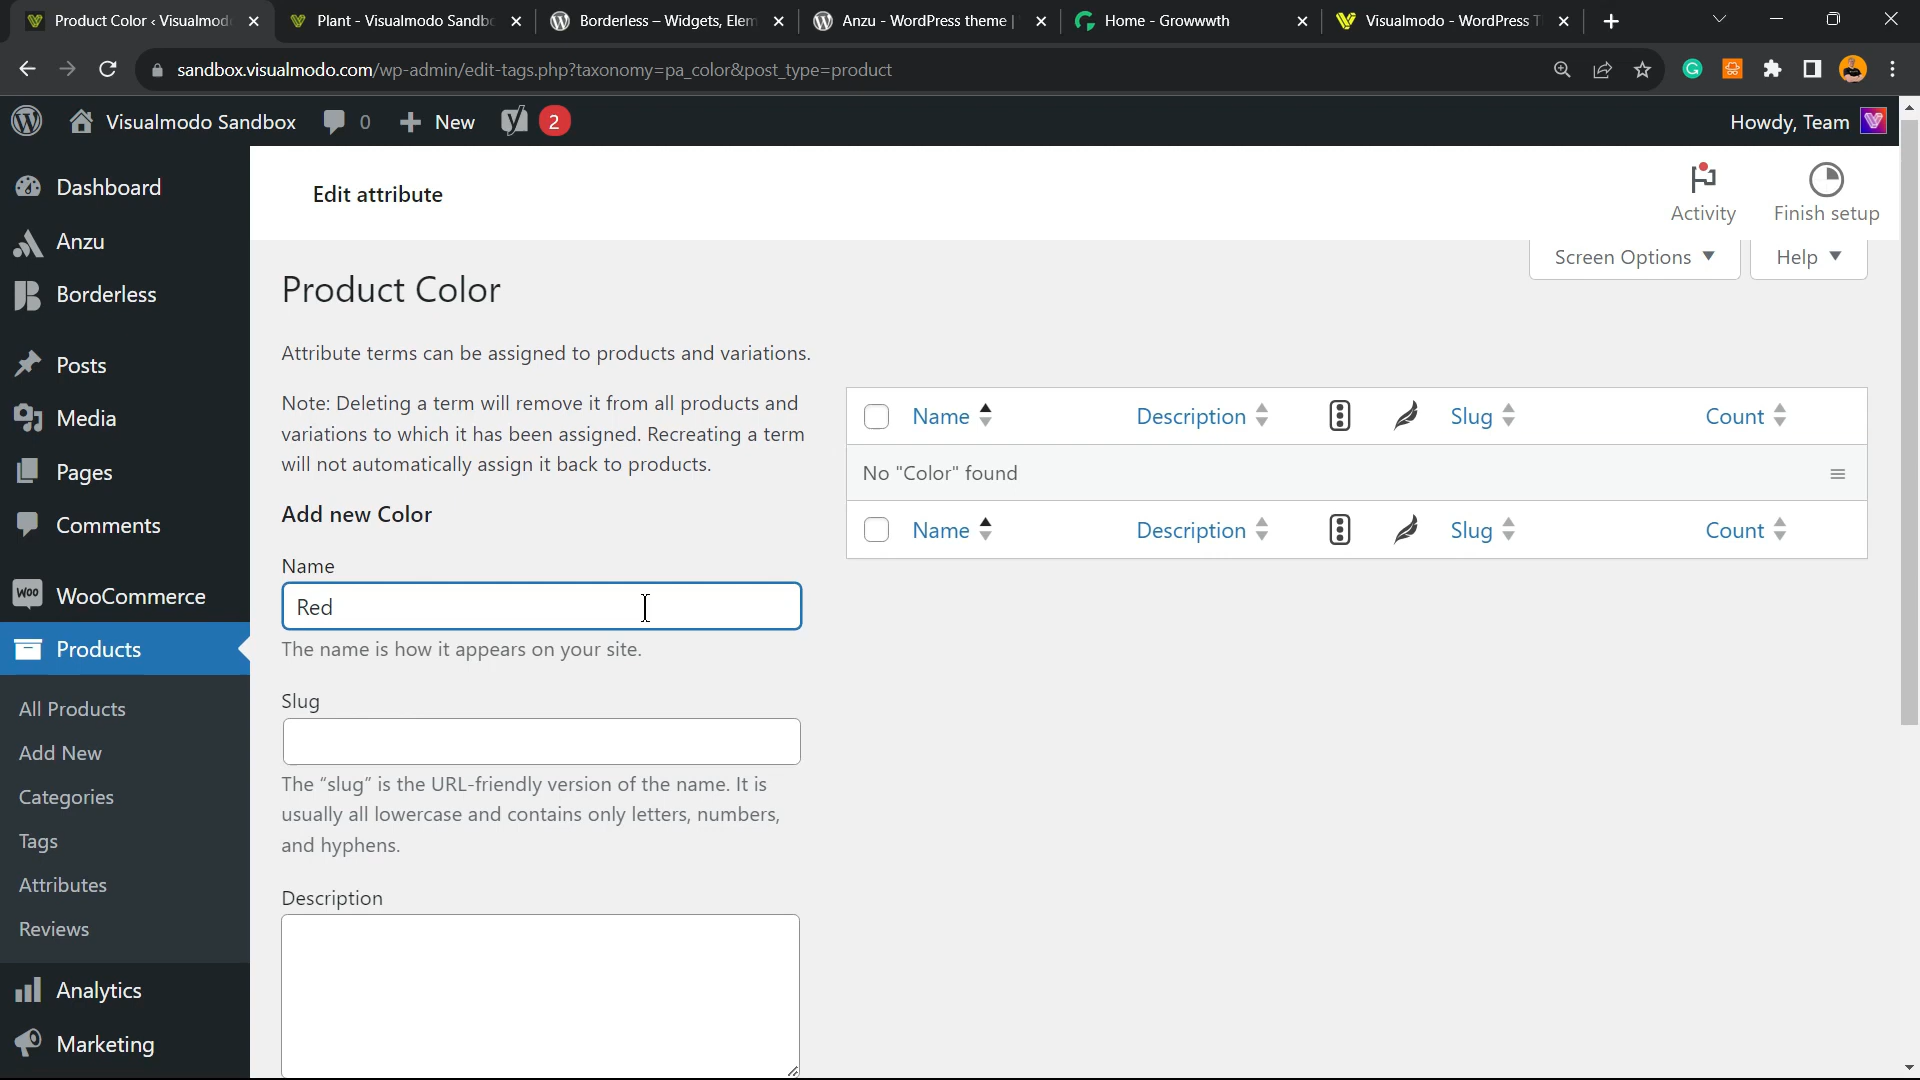 Product Color ‹ Visualmod
Plant - Visualmodo Sandb
Borderless – Widgets, Elem
Anzu - WordPress theme |
Home - Growwwth
Visualmodo - WordPress T
sandbox.visualmodo.com/wp-admin/edit-tags.php?taxonomy=pa_color&post_type=product
Visualmodo Sandbox
0
New
2
Howdy, Team
Dashboard
Anzu
Borderless
Posts
Media
Pages
Comments
WooCommerce
Products
All Products
Add New
Categories
Tags
Attributes
Reviews
Analytics
Marketing
Edit attribute
Activity
Finish setup
Screen Options
Help
Product Color
Attribute terms can be assigned to products and variations.
Note: Deleting a term will remove it from all products and
variations to which it has been assigned. Recreating a term
will not automatically assign it back to products.
Add new Color
Name
Red
The name is how it appears on your site.
Slug
The “slug” is the URL-friendly version of the name. It is
usually all lowercase and contains only letters, numbers,
and hyphens.
Description
Name Description Slug Count
No "Color" found
Name Description Slug Count